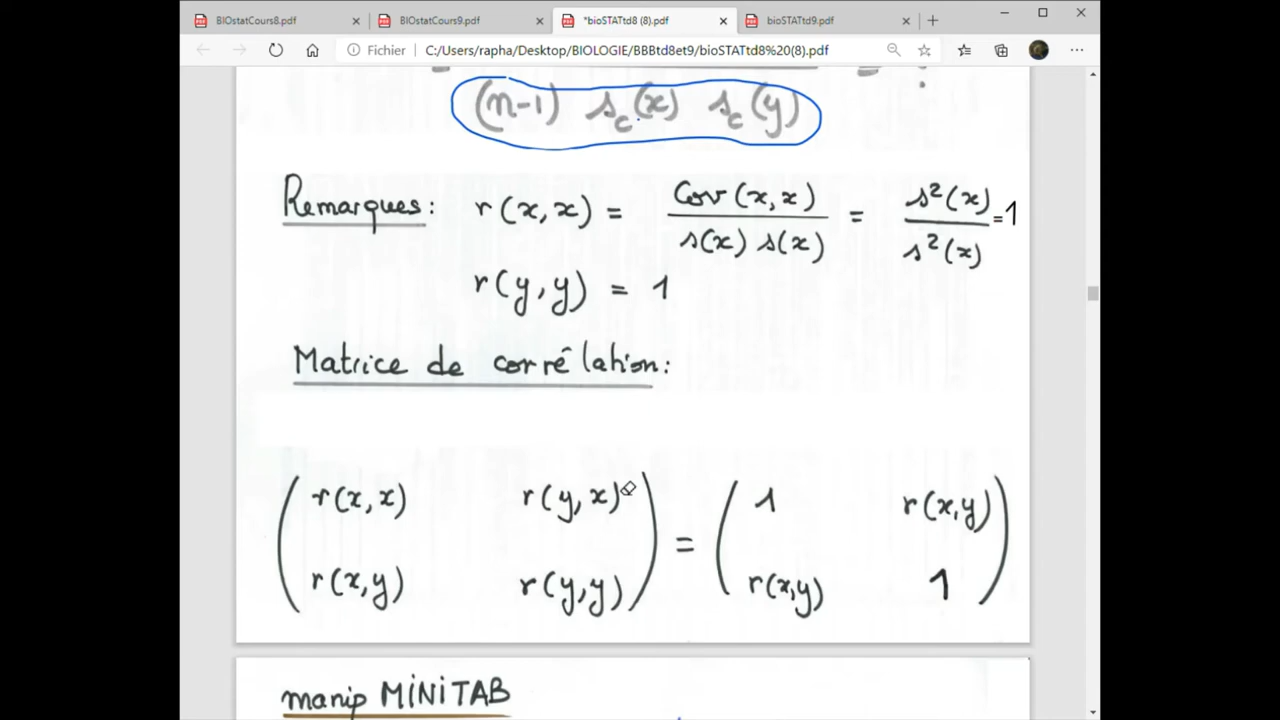 BIOstatCours8.pdf
BIOstatCours9.pdf
*bioSTATtd8 (8).pdf
bioSTATtd9.pdf
Fichier C:/Users/rapha/Desktop/BIOLOGIE/BBBtd8et9/bioSTATtd8%20(8).pdf
(n-1) s_c(x) s_c(y)
Remarques: r(x,x) = Cov(x,x) / s(x) s(x) = s²(x) / s²(x) = 1
r(y,y) = 1
Matrice de corrêlation:
( r(x,x) r(y,x) ) = ( 1 r(x,y) )
( r(x,y) r(y,y) ) ( r(x,y) 1 )
manip MINITAB